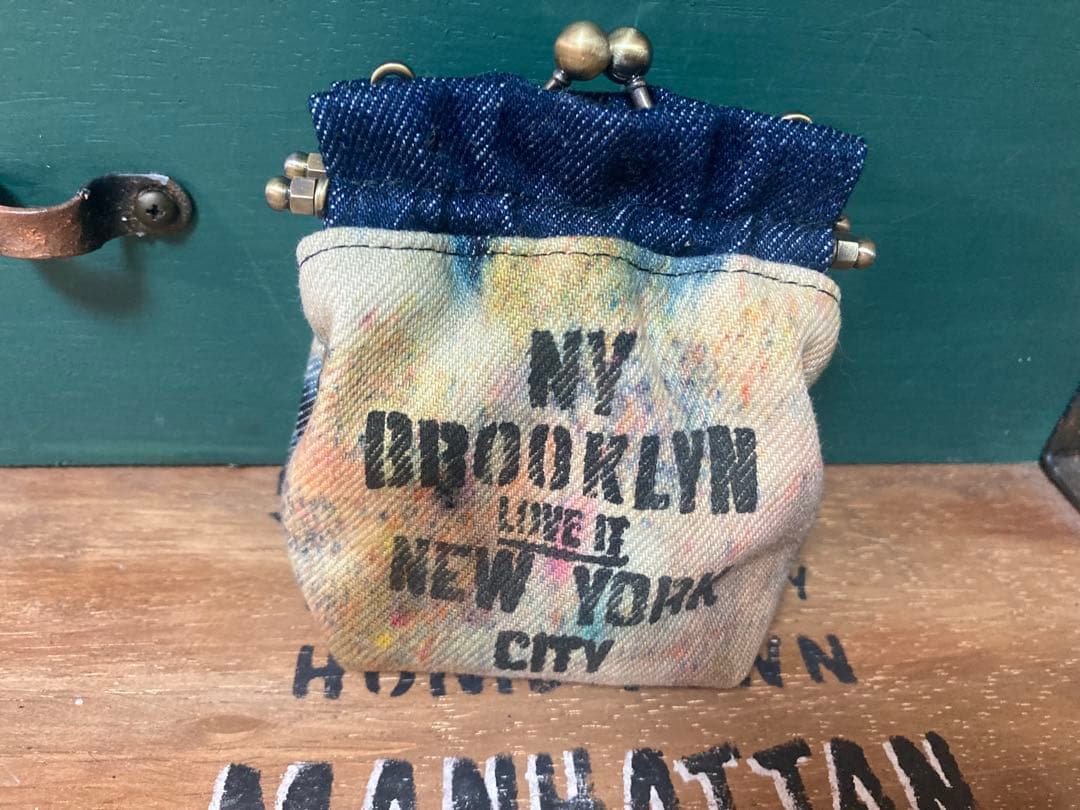 NY
BROOKLYN
LOVE IT
NEW YORK
CITY
MANHATTAN